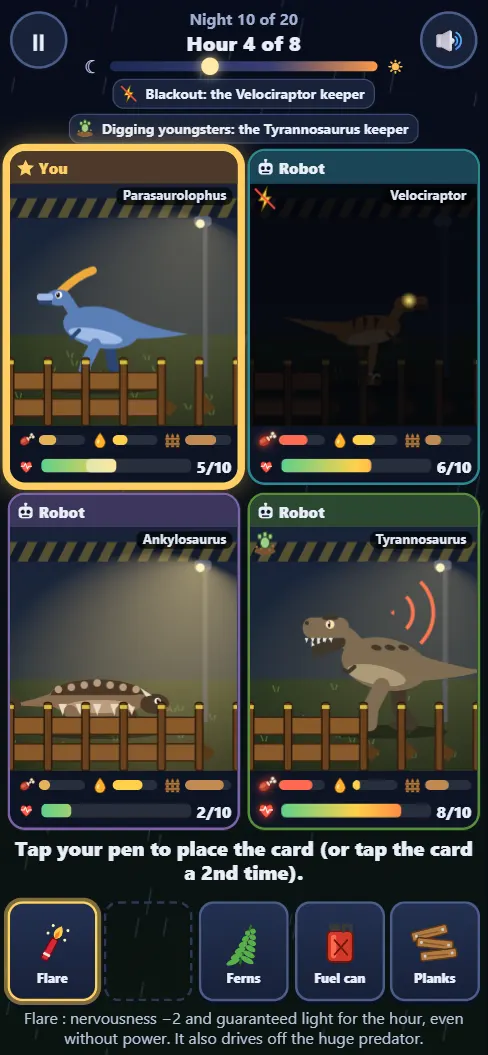 Night 10 of 20
Hour 4 of 8
Blackout: the Velociraptor keeper
Digging youngsters: the Tyrannosaurus keeper
You
Parasaurolophus
5/10
Robot
Velociraptor
6/10
Robot
Ankylosaurus
2/10
Robot
Tyrannosaurus
8/10
Tap your pen to place the card (or tap the card
a 2nd time).
Flare
Ferns
Fuel can
Planks
Flare : nervousness −2 and guaranteed light for the hour, even
without power. It also drives off the huge predator.